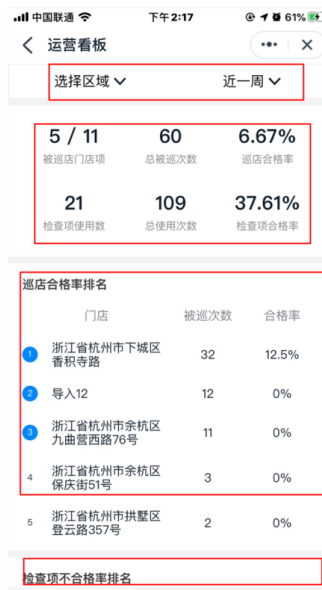 中国联通 下午2:17 61%
运营看板
选择区域 近一周
5 / 11 60 6.67%
被巡店门店项 总被巡次数 巡店合格率
21 109 37.61%
检查项使用数 总使用次数 检查项合格率
巡店合格率排名
门店 被巡次数 合格率
1 浙江省杭州市下城区 32 12.5%
香积寺路
2 导入12 12 0%
3 浙江省杭州市余杭区 11 0%
九曲营西路76号
4 浙江省杭州市余杭区 3 0%
保庆街51号
5 浙江省杭州市拱墅区 2 0%
登云路357号
检查项不合格率排名